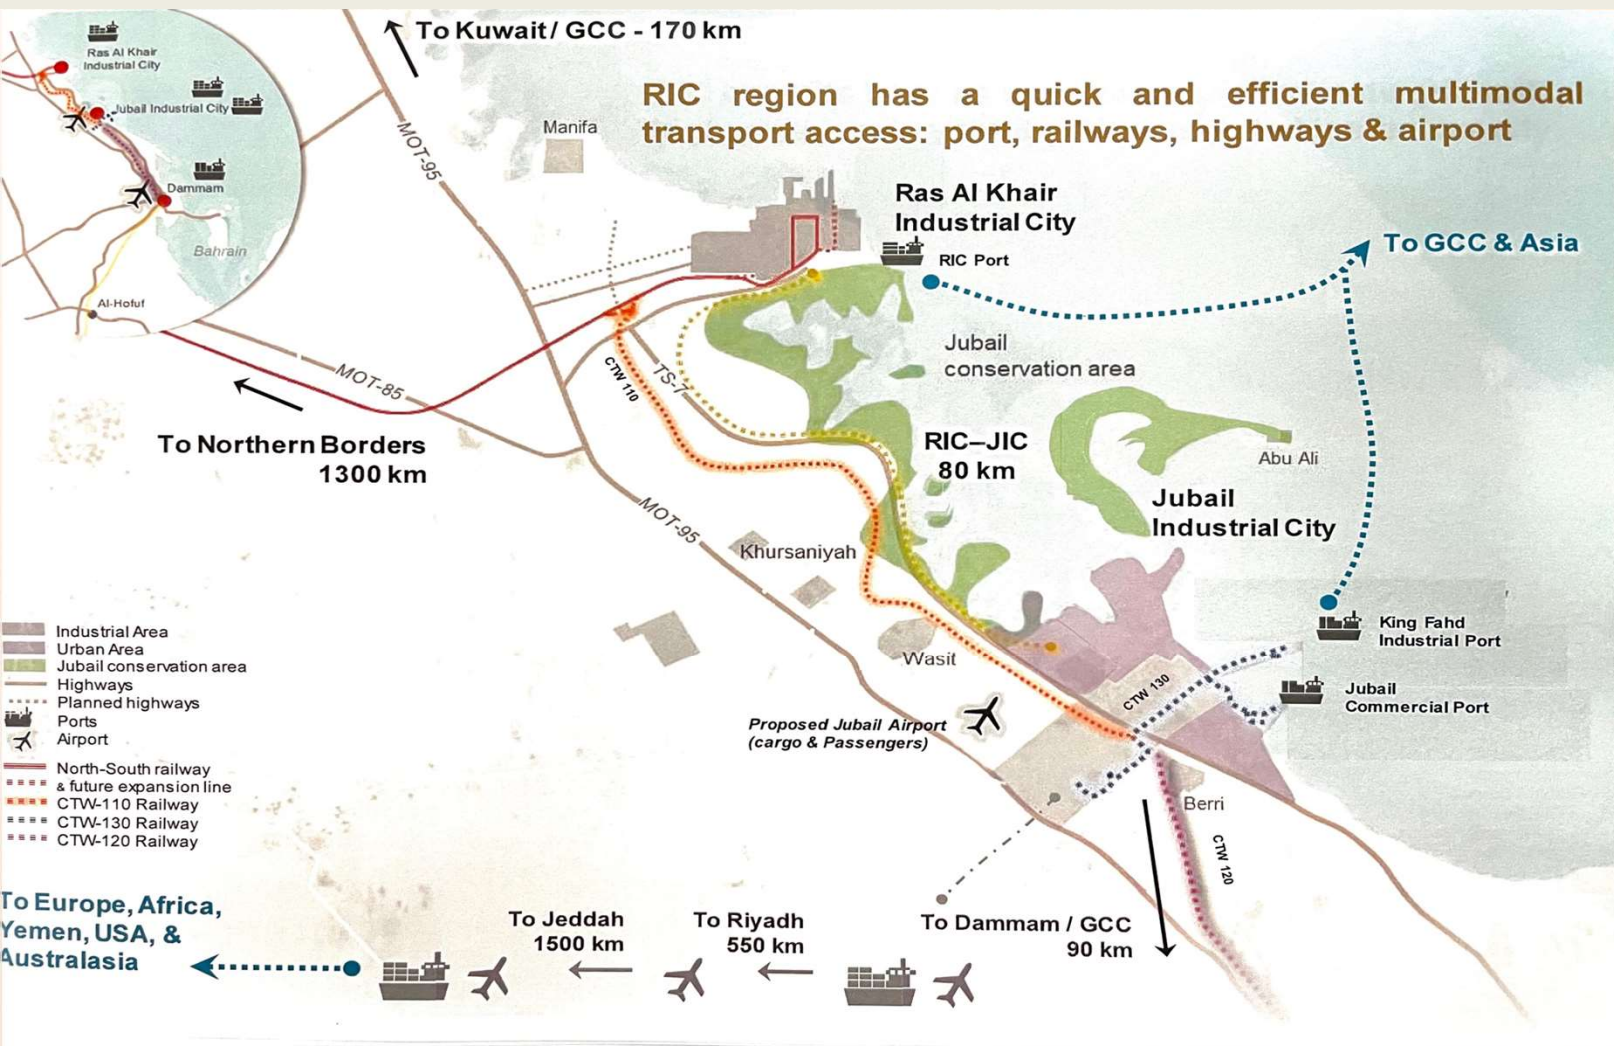 To Kuwait/ GCC - 170 km
RIC region has a quick and efficient multimodal
transport access: port, railways, highways & airport
Ras Al Khair
Industrial City
Jubail Industrial City
Dammam
Bahrain
Al-Hofuf
MOT-95
Manifa
Ras Al Khair
Industrial City
RIC Port
To GCC & Asia
Jubail
conservation area
MOT-85
CTW 110
TS-7
To Northern Borders
1300 km
RIC–JIC
80 km
Abu Ali
Jubail
Industrial City
MOT-95
Khursaniyah
Wasit
King Fahd
Industrial Port
Jubail
Commercial Port
CTW 130
Proposed Jubail Airport
(cargo & Passengers)
Berri
CTW 120
Industrial Area
Urban Area
Jubail conservation area
Highways
Planned highways
Ports
Airport
North-South railway
& future expansion line
CTW-110 Railway
CTW-130 Railway
CTW-120 Railway
To Europe, Africa,
Yemen, USA, &
Australasia
To Jeddah
1500 km
To Riyadh
550 km
To Dammam / GCC
90 km